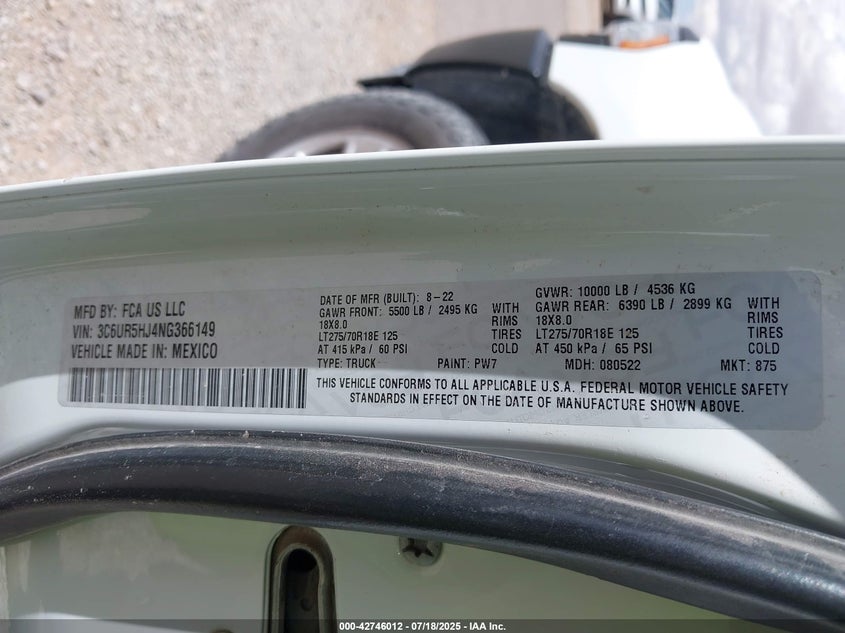 MFD BY: FCA US LLC
VIN: 3C6UR5HJ4NG366149
VEHICLE MADE IN: MEXICO
DATE OF MFR (BUILT): 8-22
GAWR FRONT: 5500 LB / 2495 KG WITH
18X8.0 RIMS
LT275/70R18E 125 TIRES
AT 415 kPa / 60 PSI COLD
TYPE: TRUCK PAINT: PW7
GVWR: 10000 LB / 4536 KG
GAWR REAR: 6390 LB / 2899 KG WITH
18X8.0 RIMS
LT275/70R18E 125 TIRES
AT 450 kPa / 65 PSI COLD
MDH: 080522 MKT: 875
THIS VEHICLE CONFORMS TO ALL APPLICABLE U.S.A. FEDERAL MOTOR VEHICLE SAFETY
STANDARDS IN EFFECT ON THE DATE OF MANUFACTURE SHOWN ABOVE.
000-42746012 - 07/18/2025 - IAA Inc.